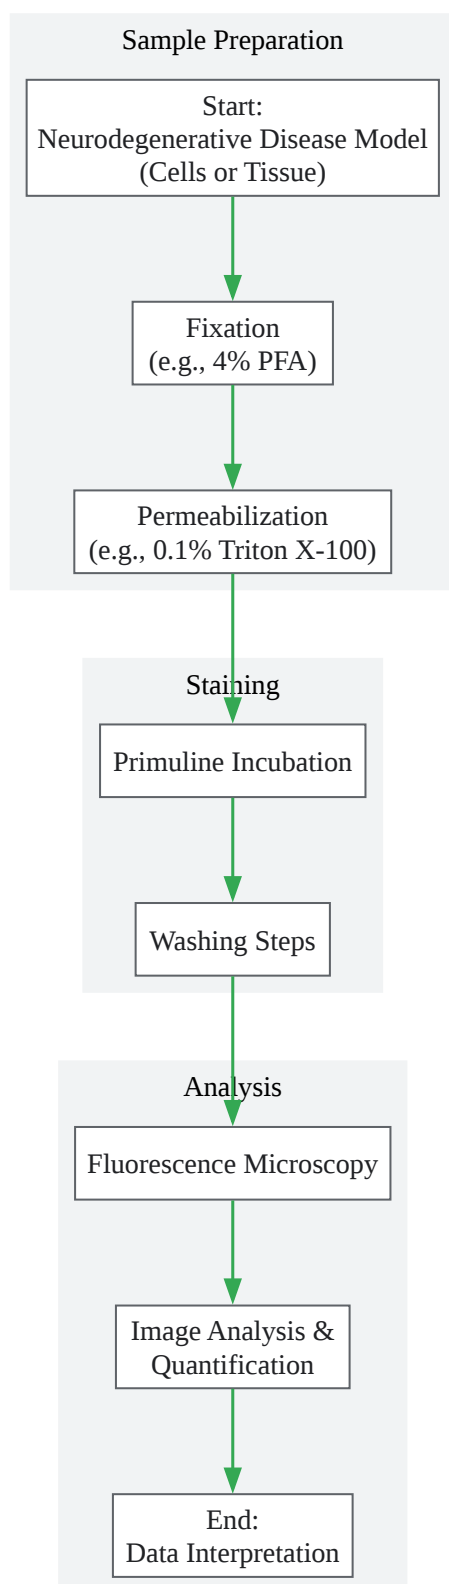 Sample Preparation
Start:
Neurodegenerative Disease Model
(Cells or Tissue)
Fixation
(e.g., 4% PFA)
Permeabilization
(e.g., 0.1% Triton X-100)
Staining
Primuline Incubation
Washing Steps
Analysis
Fluorescence Microscopy
Image Analysis &
Quantification
End:
Data Interpretation